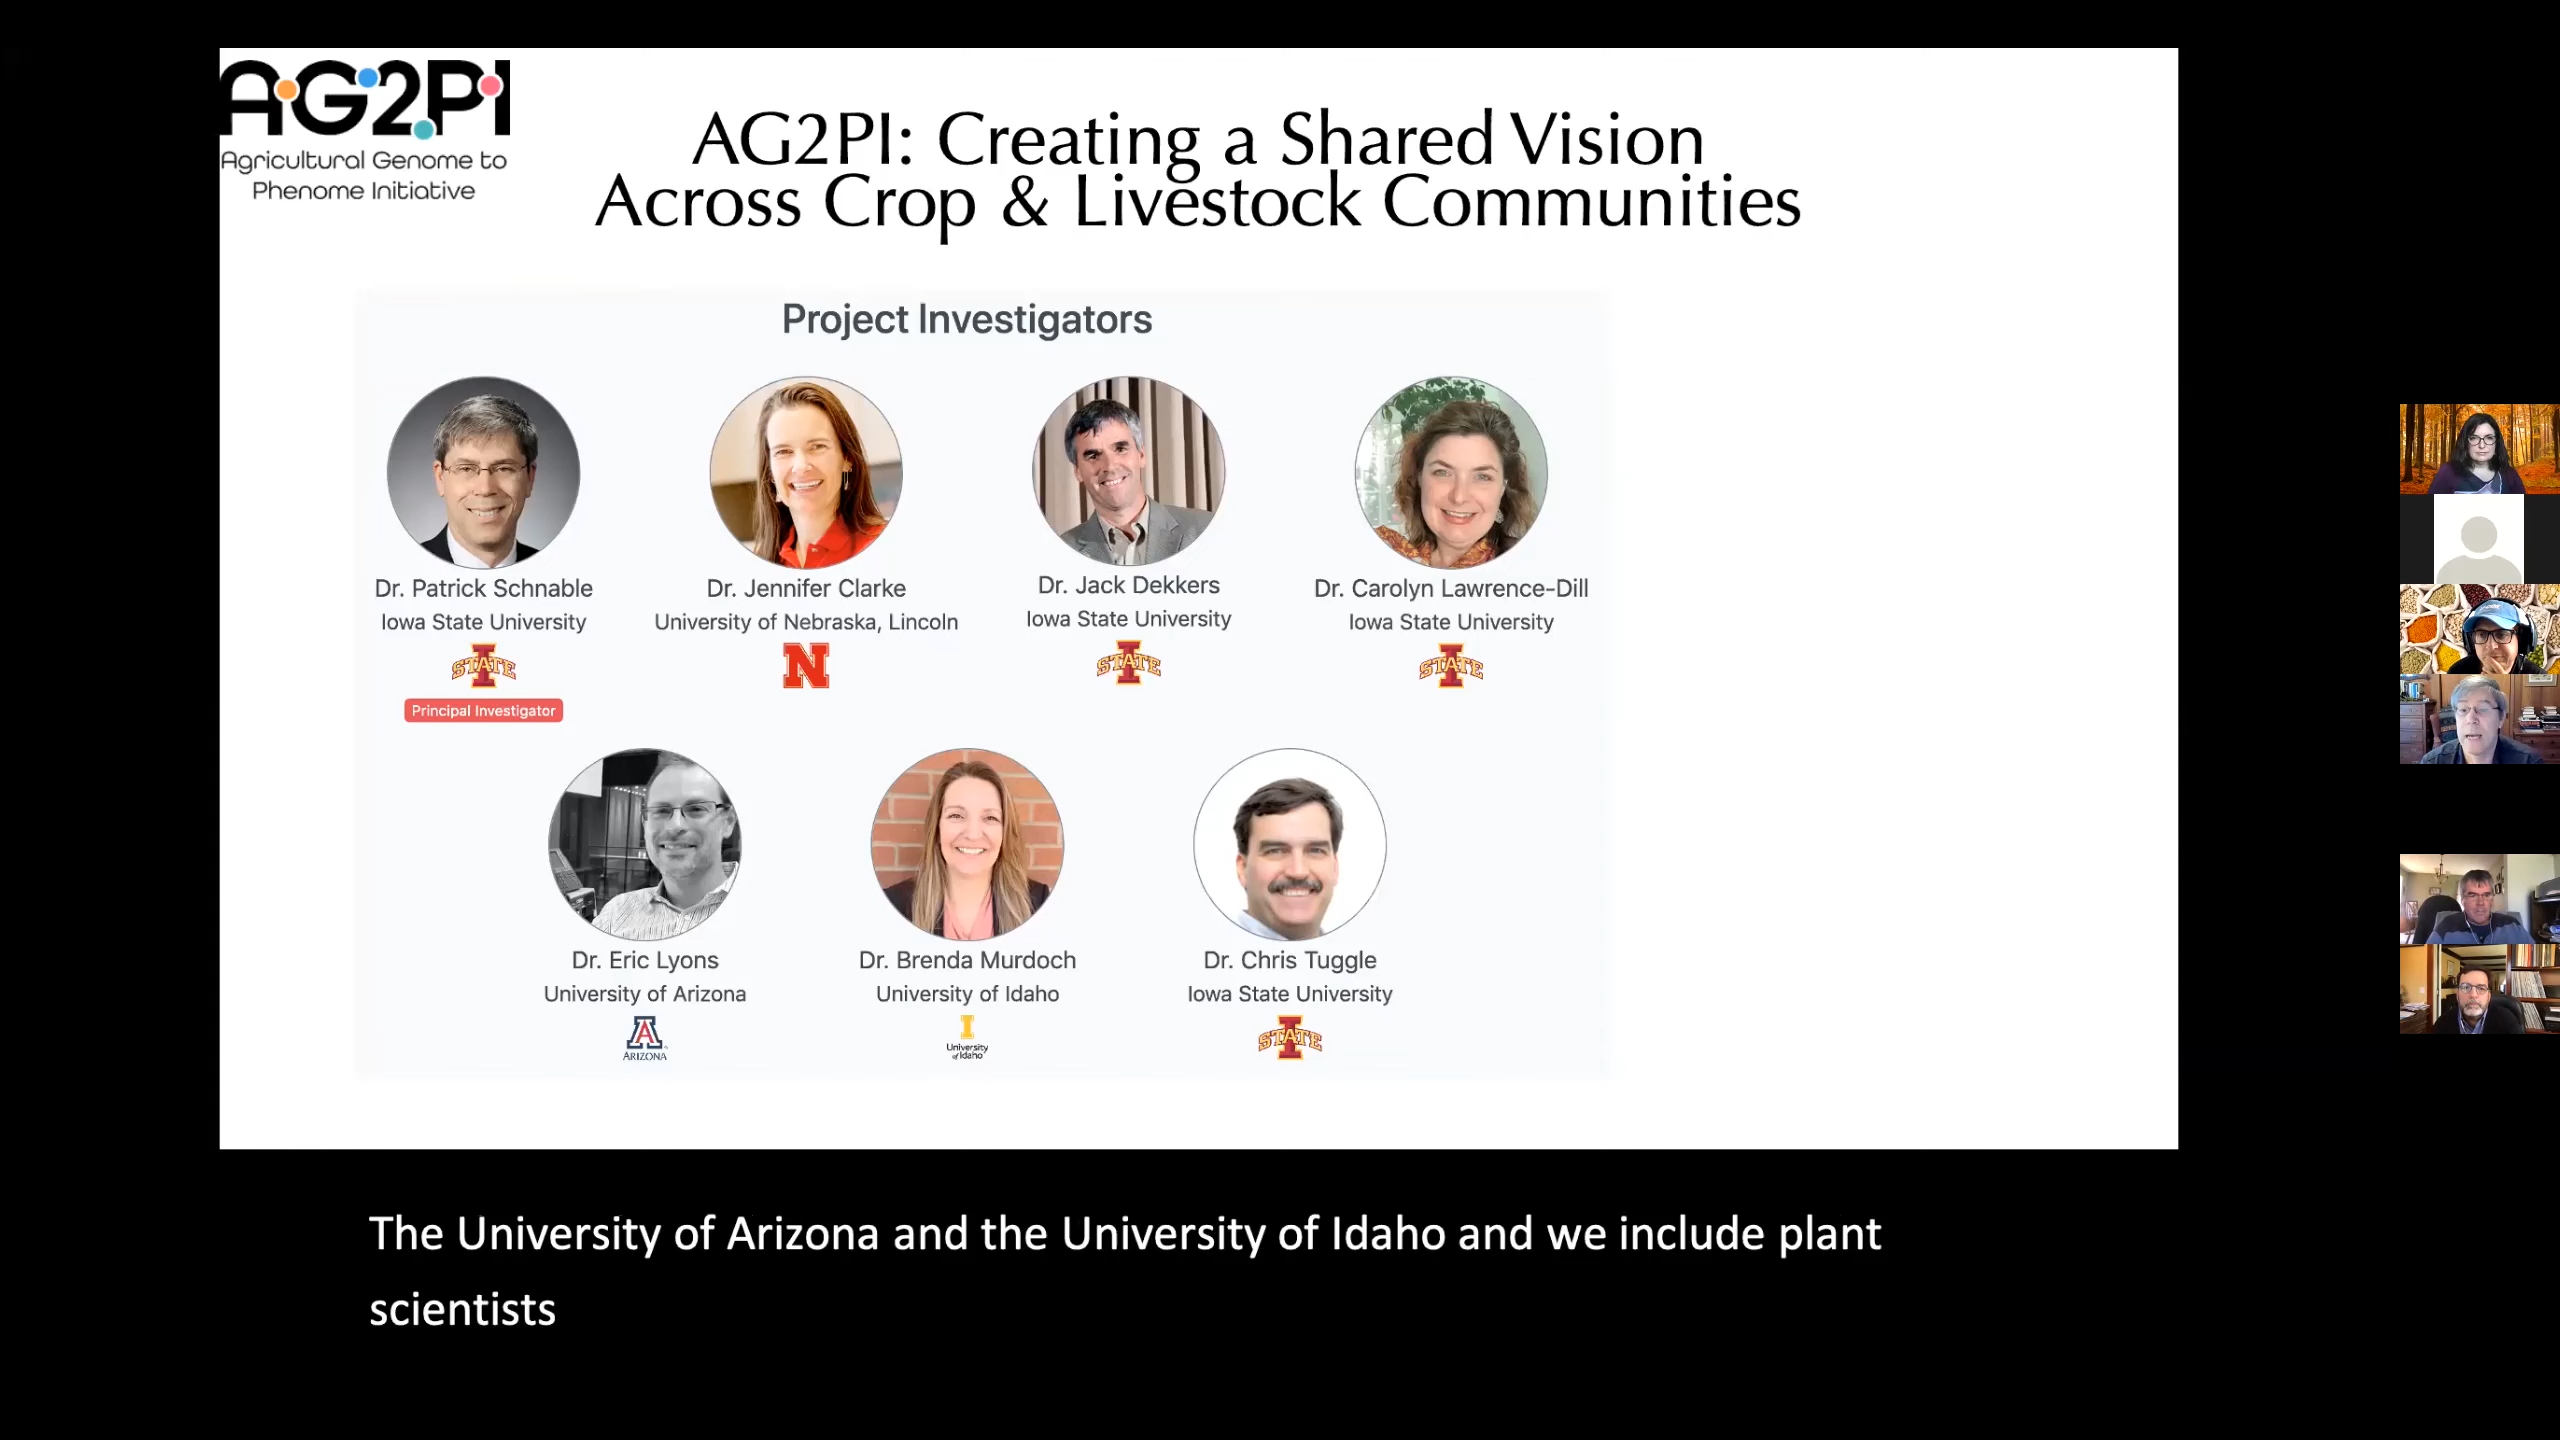 AG2PI
Agricultural Genome to
Phenome Initiative
AG2PI: Creating a Shared Vision
Across Crop & Livestock Communities
Project Investigators
Dr. Patrick Schnable
Iowa State University
STATE
Principal Investigator
Dr. Jennifer Clarke
University of Nebraska, Lincoln
N
Dr. Jack Dekkers
Iowa State University
STATE
Dr. Carolyn Lawrence-Dill
Iowa State University
STATE
Dr. Eric Lyons
University of Arizona
A
ARIZONA
Dr. Brenda Murdoch
University of Idaho
I
University
of Idaho
Dr. Chris Tuggle
Iowa State University
STATE
The University of Arizona and the University of Idaho and we include plant
scientists